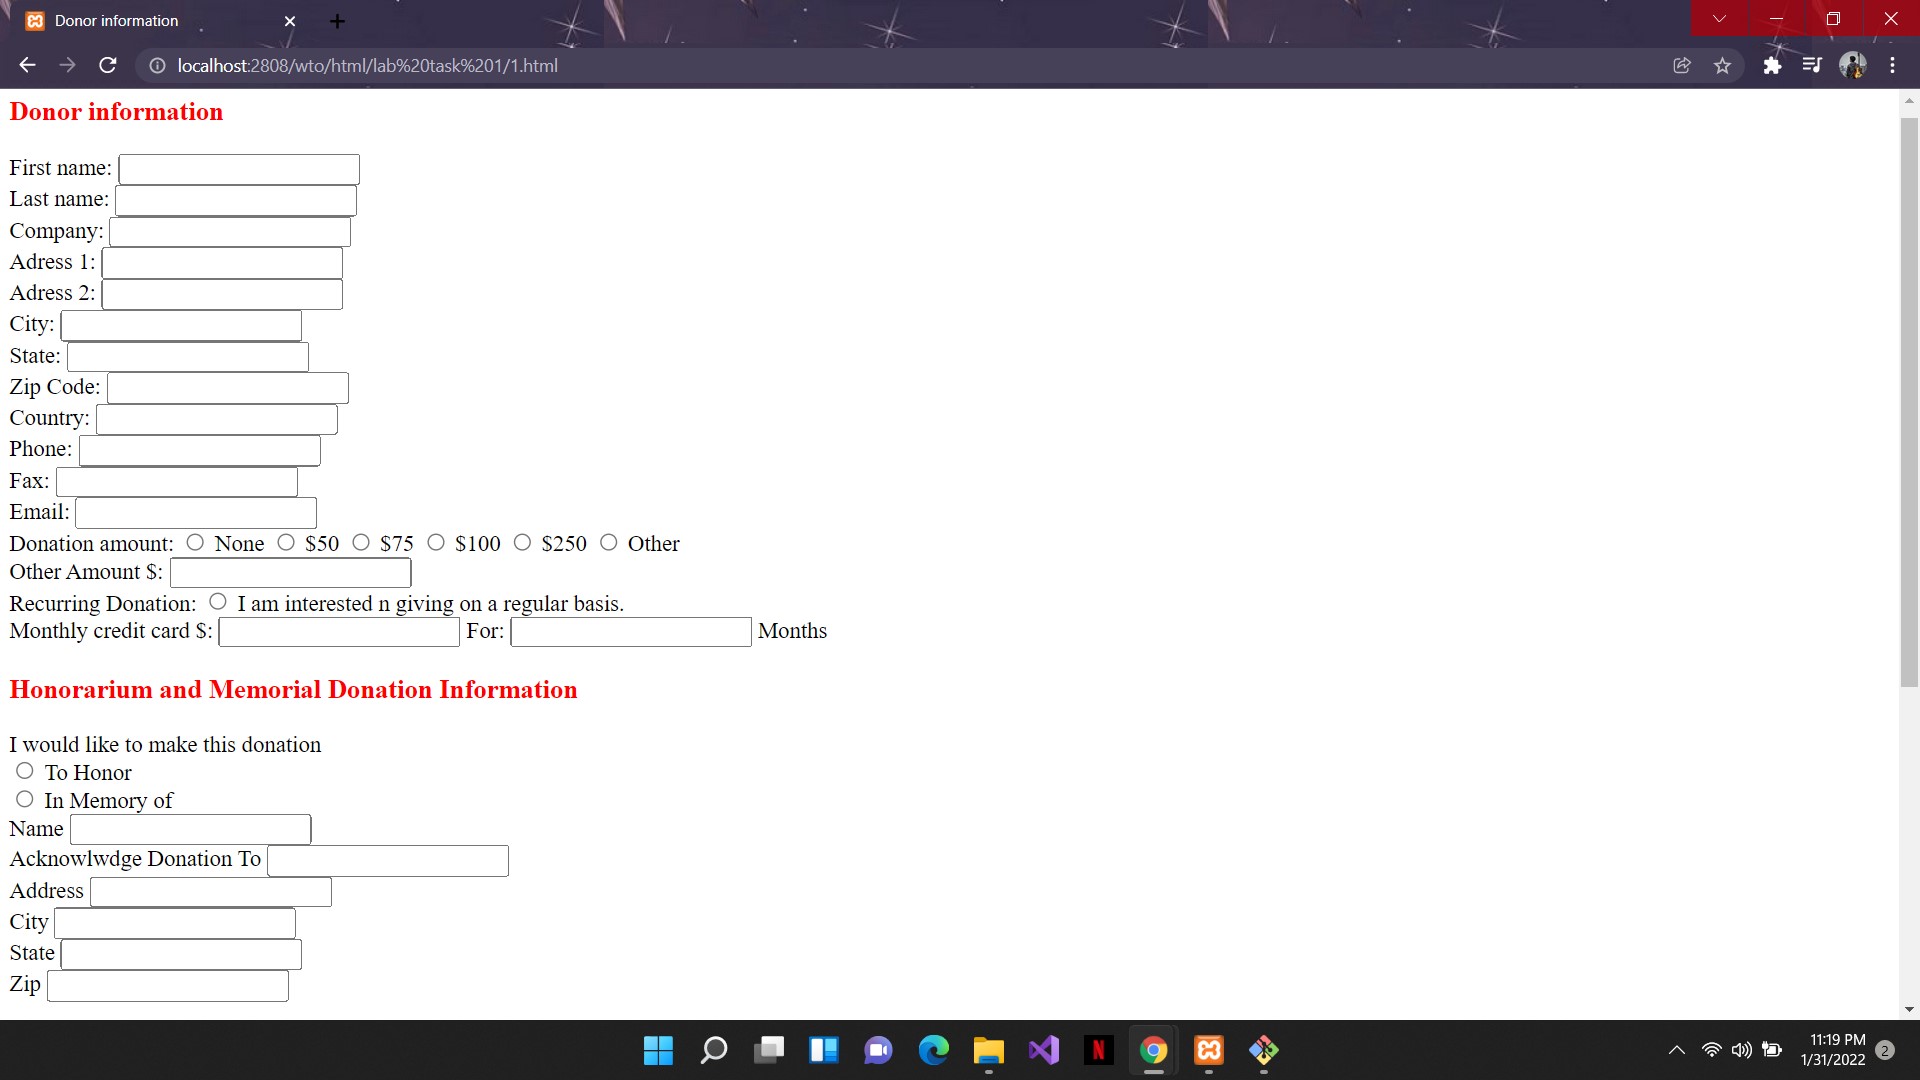 Donor information
localhost:2808/wto/html/lab%20task%201/1.html
Donor information
First name:
Last name:
Company:
Adress 1:
Adress 2:
City:
State:
Zip Code:
Country:
Phone:
Fax:
Email:
Donation amount: None $50 $75 $100 $250 Other
Other Amount $:
Recurring Donation: I am interested n giving on a regular basis.
Monthly credit card $: For: Months
Honorarium and Memorial Donation Information
I would like to make this donation
To Honor
In Memory of
Name
Acknowlwdge Donation To
Address
City
State
Zip
N
11:19 PM
1/31/2022
2